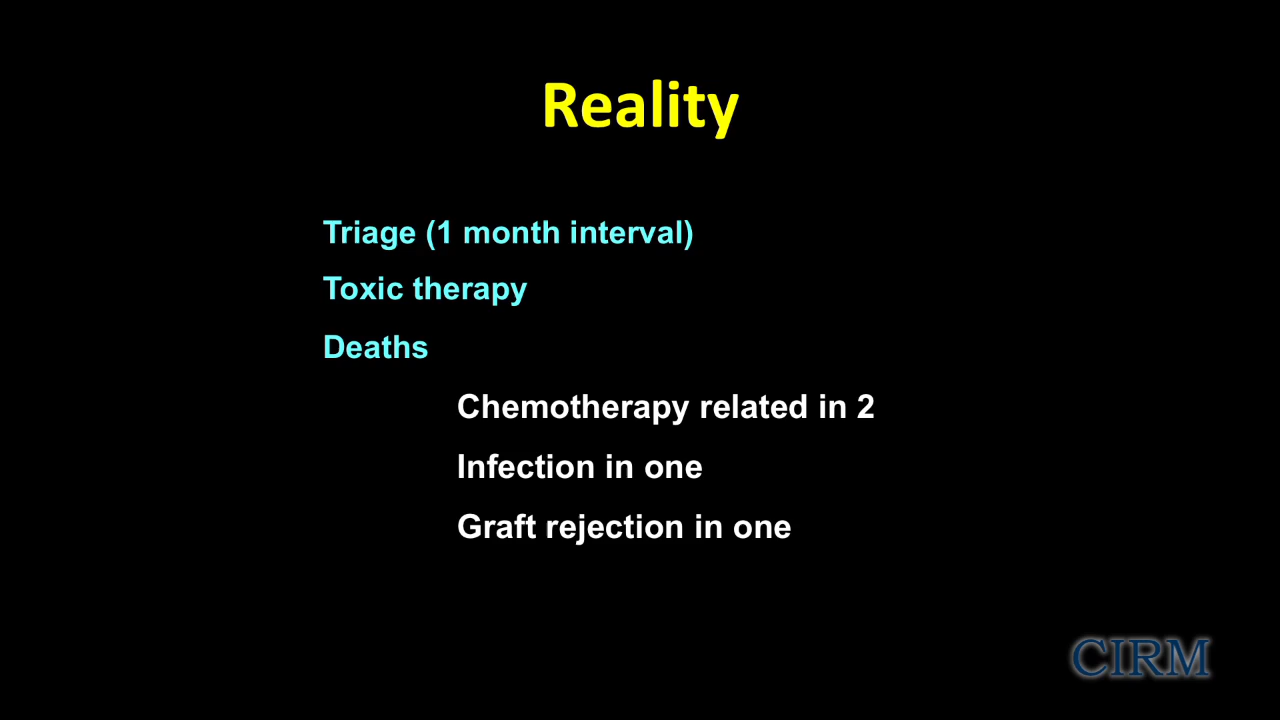 Reality
Triage (1 month interval)
Toxic therapy
Deaths
Chemotherapy related in 2
Infection in one
Graft rejection in one
CIRM